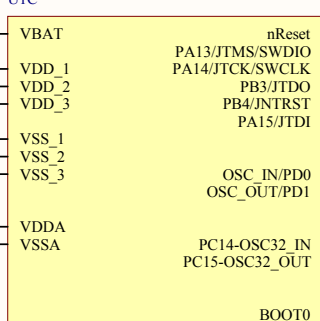 U1C
VBAT nReset
PA13/JTMS/SWDIO
VDD_1 PA14/JTCK/SWCLK
VDD_2 PB3/JTDO
VDD_3 PB4/JNTRST
PA15/JTDI
VSS_1
VSS_2
VSS_3 OSC_IN/PD0
OSC_OUT/PD1
VDDA
VSSA PC14-OSC32_IN
PC15-OSC32_OUT
BOOT0